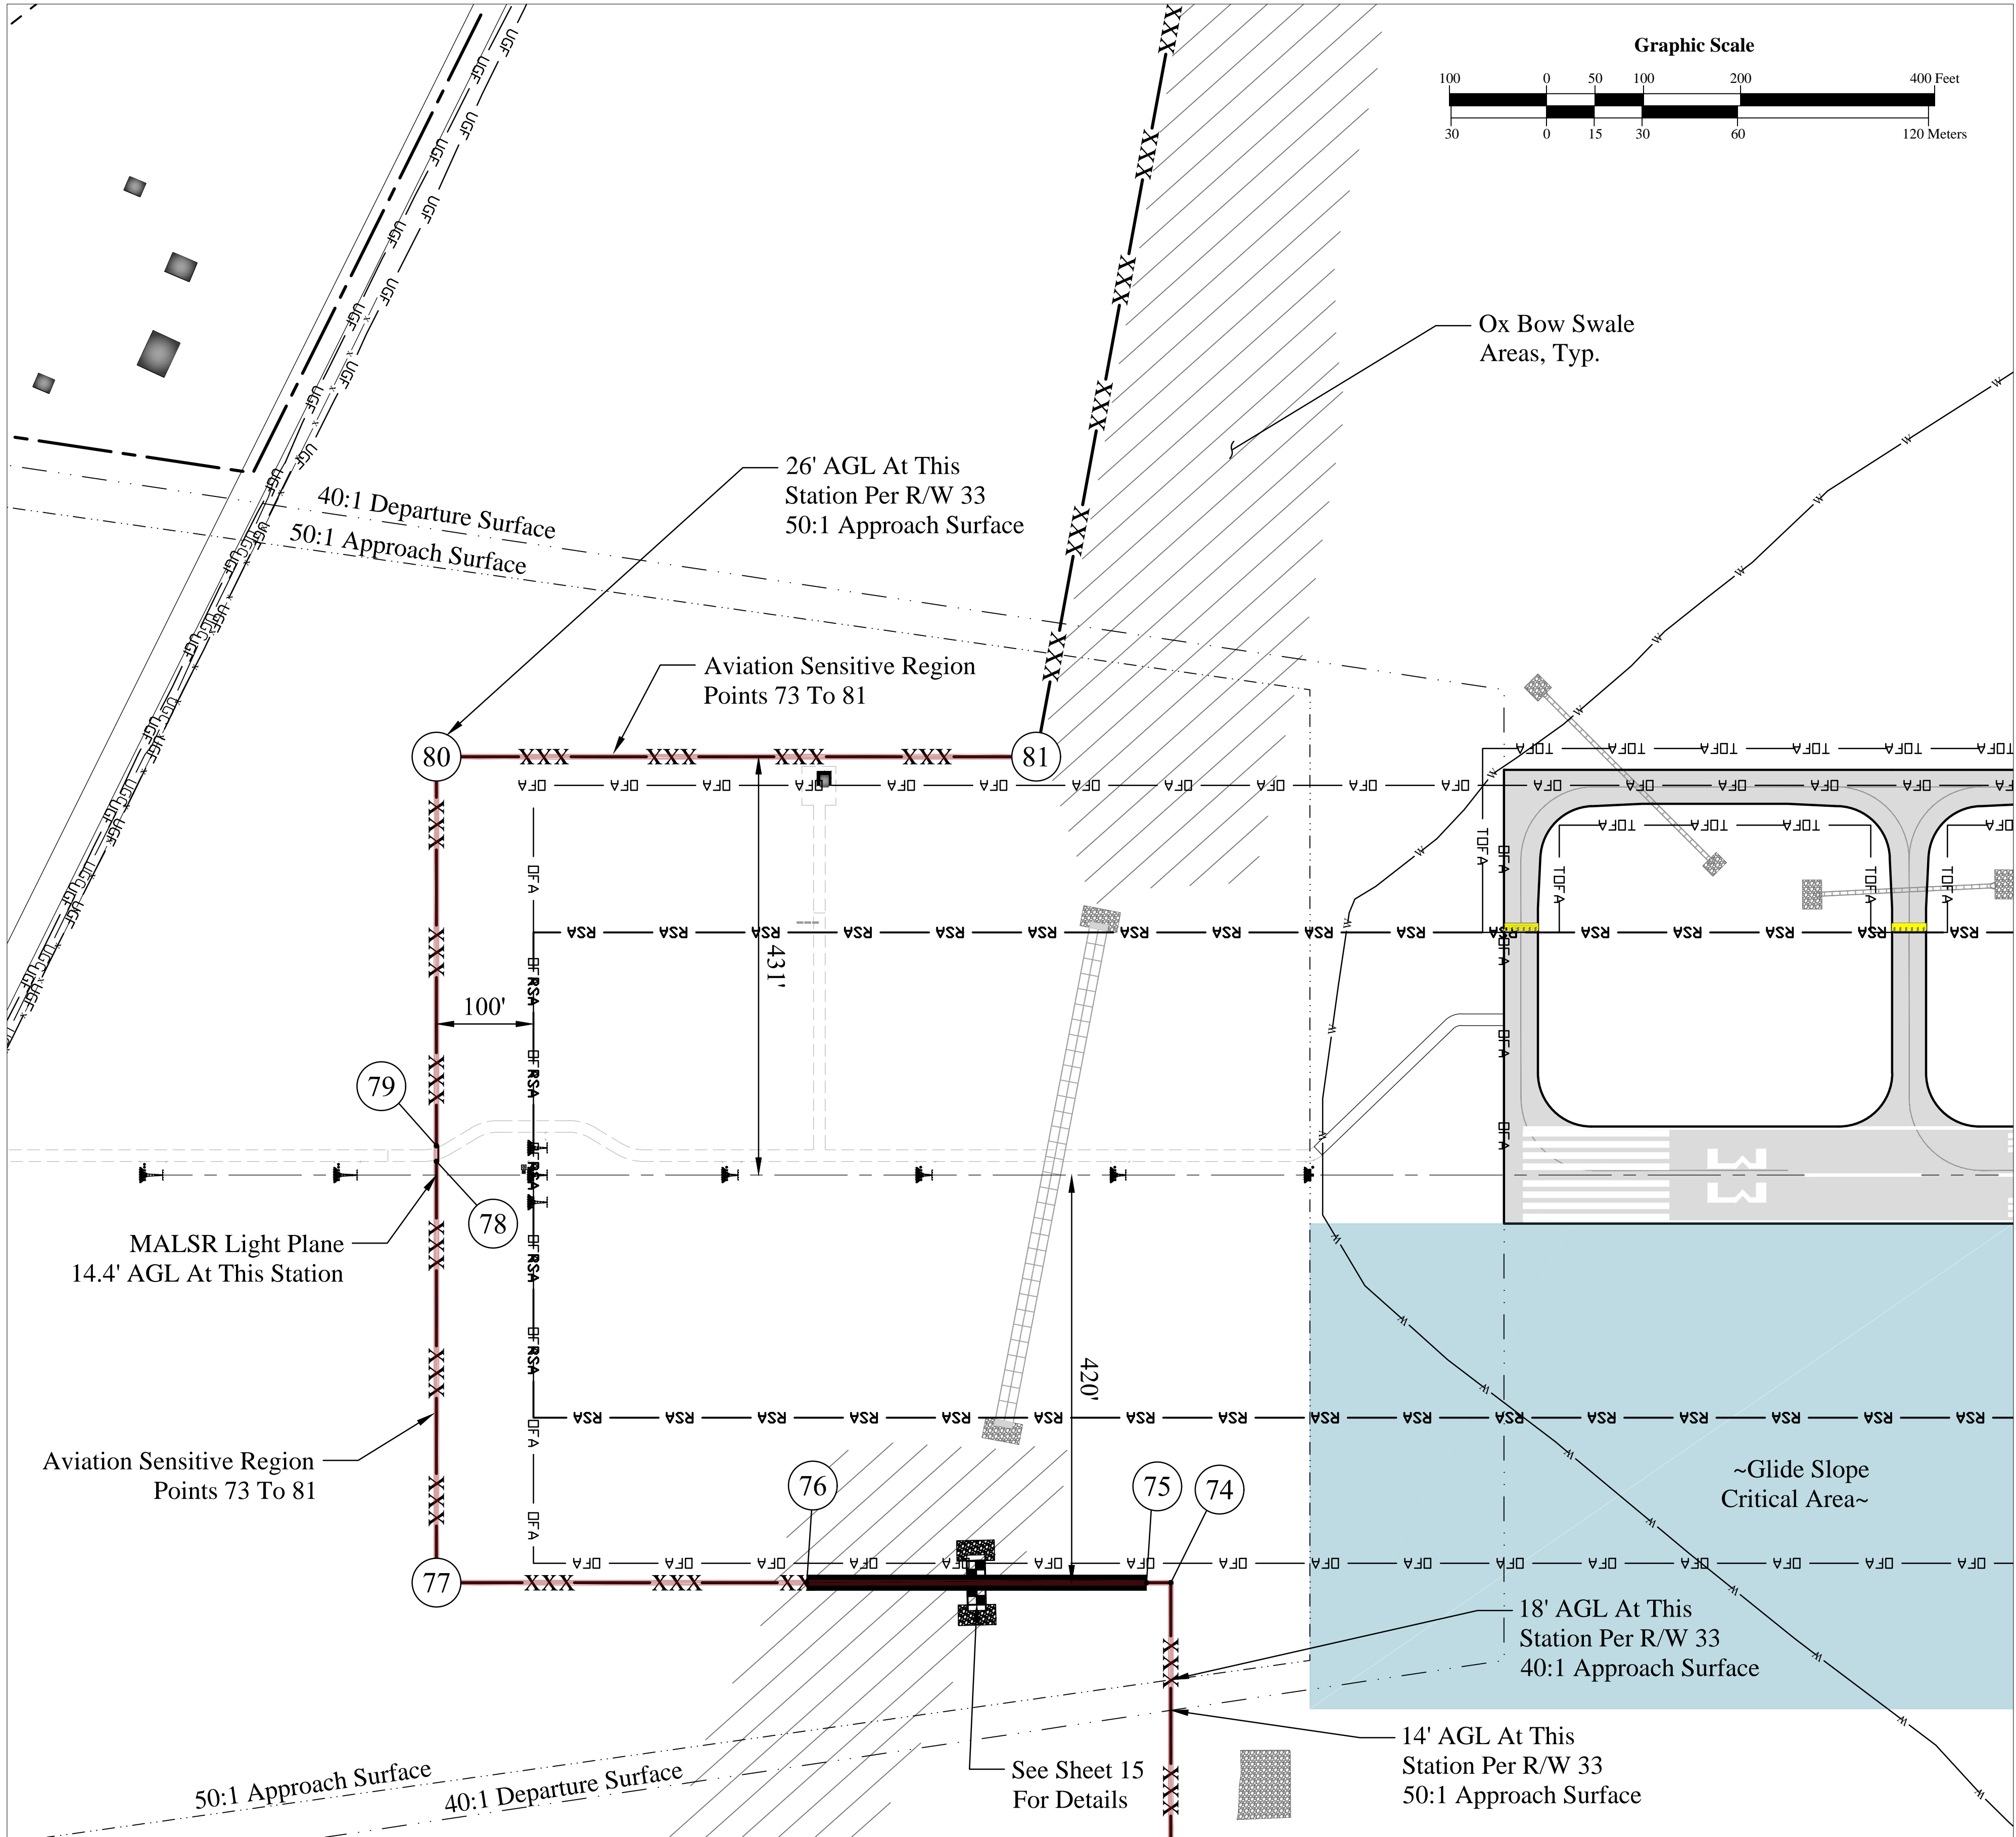 Graphic Scale
100 0 50 100 200 400 Feet
30 0 15 30 60 120 Meters
Ox Bow Swale
Areas, Typ.
26' AGL At This
Station Per R/W 33
50:1 Approach Surface
40:1 Departure Surface
50:1 Approach Surface
Aviation Sensitive Region
Points 73 To 81
80
81
431'
100'
79
78
MALSR Light Plane
14.4' AGL At This Station
420'
Aviation Sensitive Region
Points 73 To 81
76
75
74
77
~Glide Slope
Critical Area~
18' AGL At This
Station Per R/W 33
40:1 Approach Surface
14' AGL At This
Station Per R/W 33
50:1 Approach Surface
See Sheet 15
For Details
50:1 Approach Surface
40:1 Departure Surface
UGF
XXX
OFA
TOFA
RSA
W